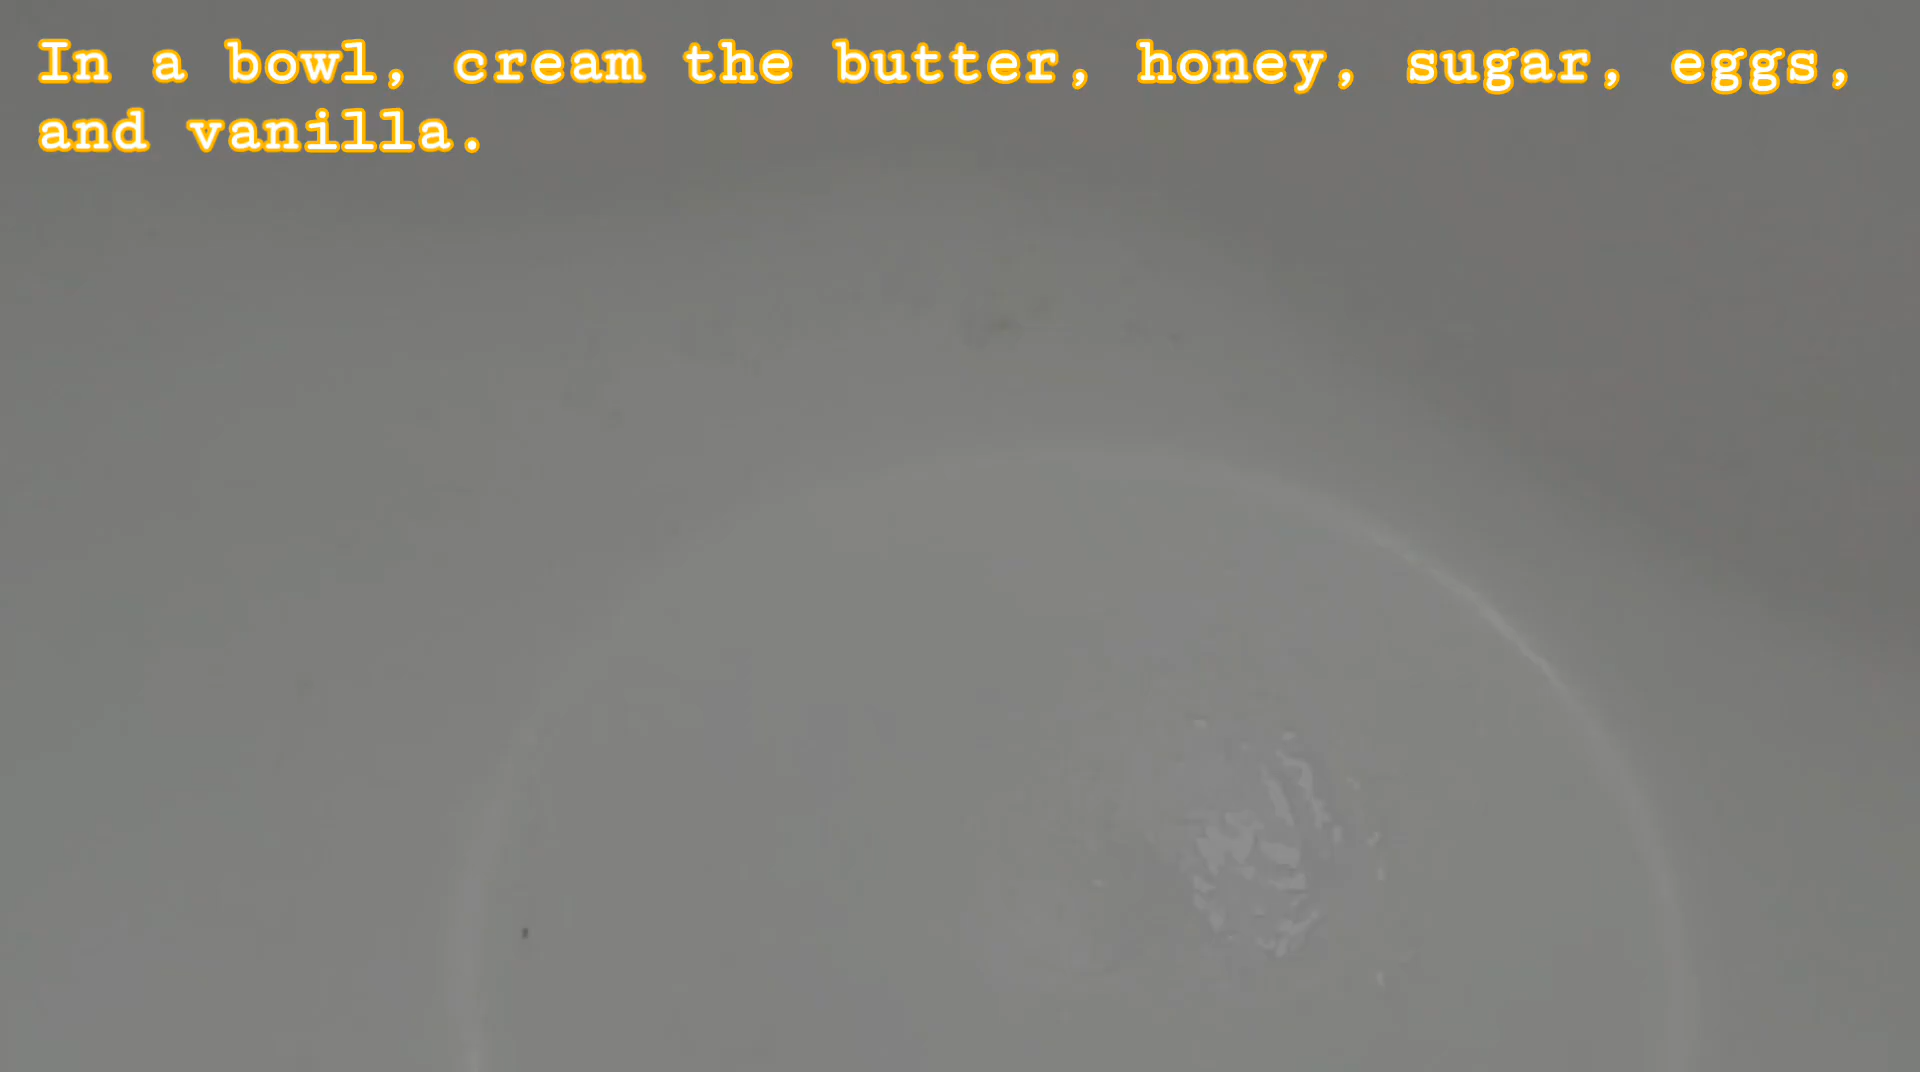 In a bowl, cream the butter, honey, sugar, eggs,
and vanilla.